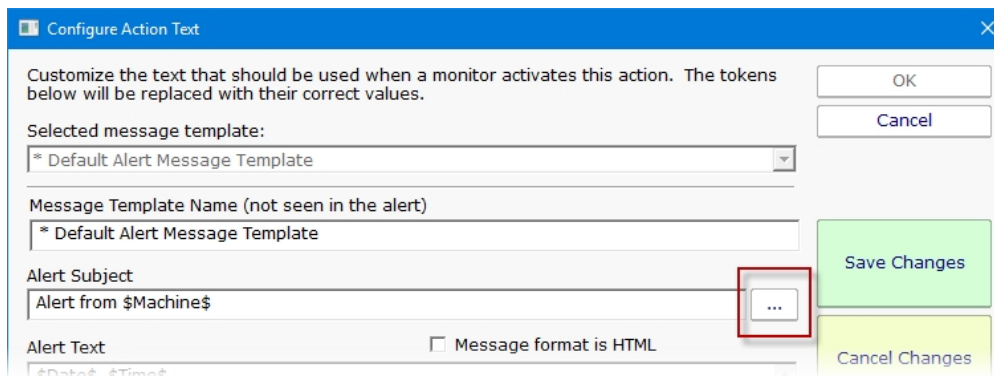 Configure Action Text
Customize the text that should be used when a monitor activates this action.  The tokens
below will be replaced with their correct values.
OK
Cancel
Selected message template:
* Default Alert Message Template
Message Template Name (not seen in the alert)
* Default Alert Message Template
Save Changes
Alert Subject
Alert from $Machine$
...
Alert Text
Message format is HTML
Cancel Changes
$Date$ $Time$